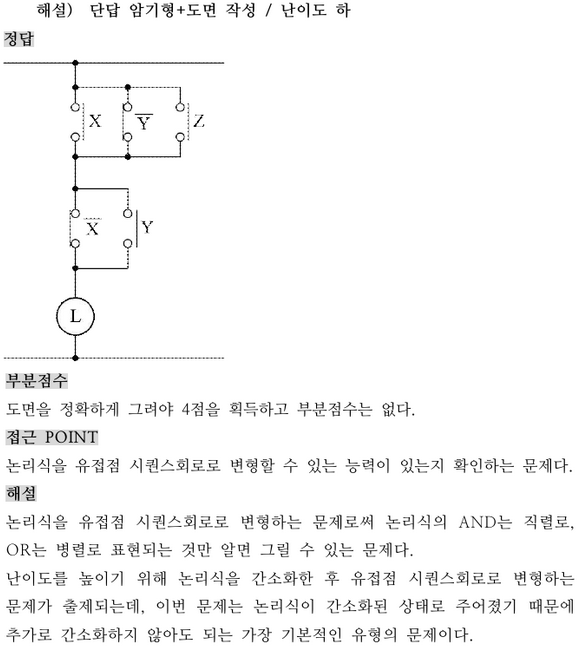 해설) 단답 암기형+도면 작성 / 난이도 하
정답
X Y̅ Z
X̅ Y
L
부분점수
도면을 정확하게 그려야 4점을 획득하고 부분점수는 없다.
접근 POINT
논리식을 유접점 시퀀스회로로 변형할 수 있는 능력이 있는지 확인하는 문제다.
해설
논리식을 유접점 시퀀스회로로 변형하는 문제로써 논리식의 AND는 직렬로,
OR는 병렬로 표현되는 것만 알면 그릴 수 있는 문제다.
난이도를 높이기 위해 논리식을 간소화한 후 유접점 시퀀스회로로 변형하는
문제가 출제되는데, 이번 문제는 논리식이 간소화된 상태로 주어졌기 때문에
추가로 간소화하지 않아도 되는 가장 기본적인 유형의 문제이다.